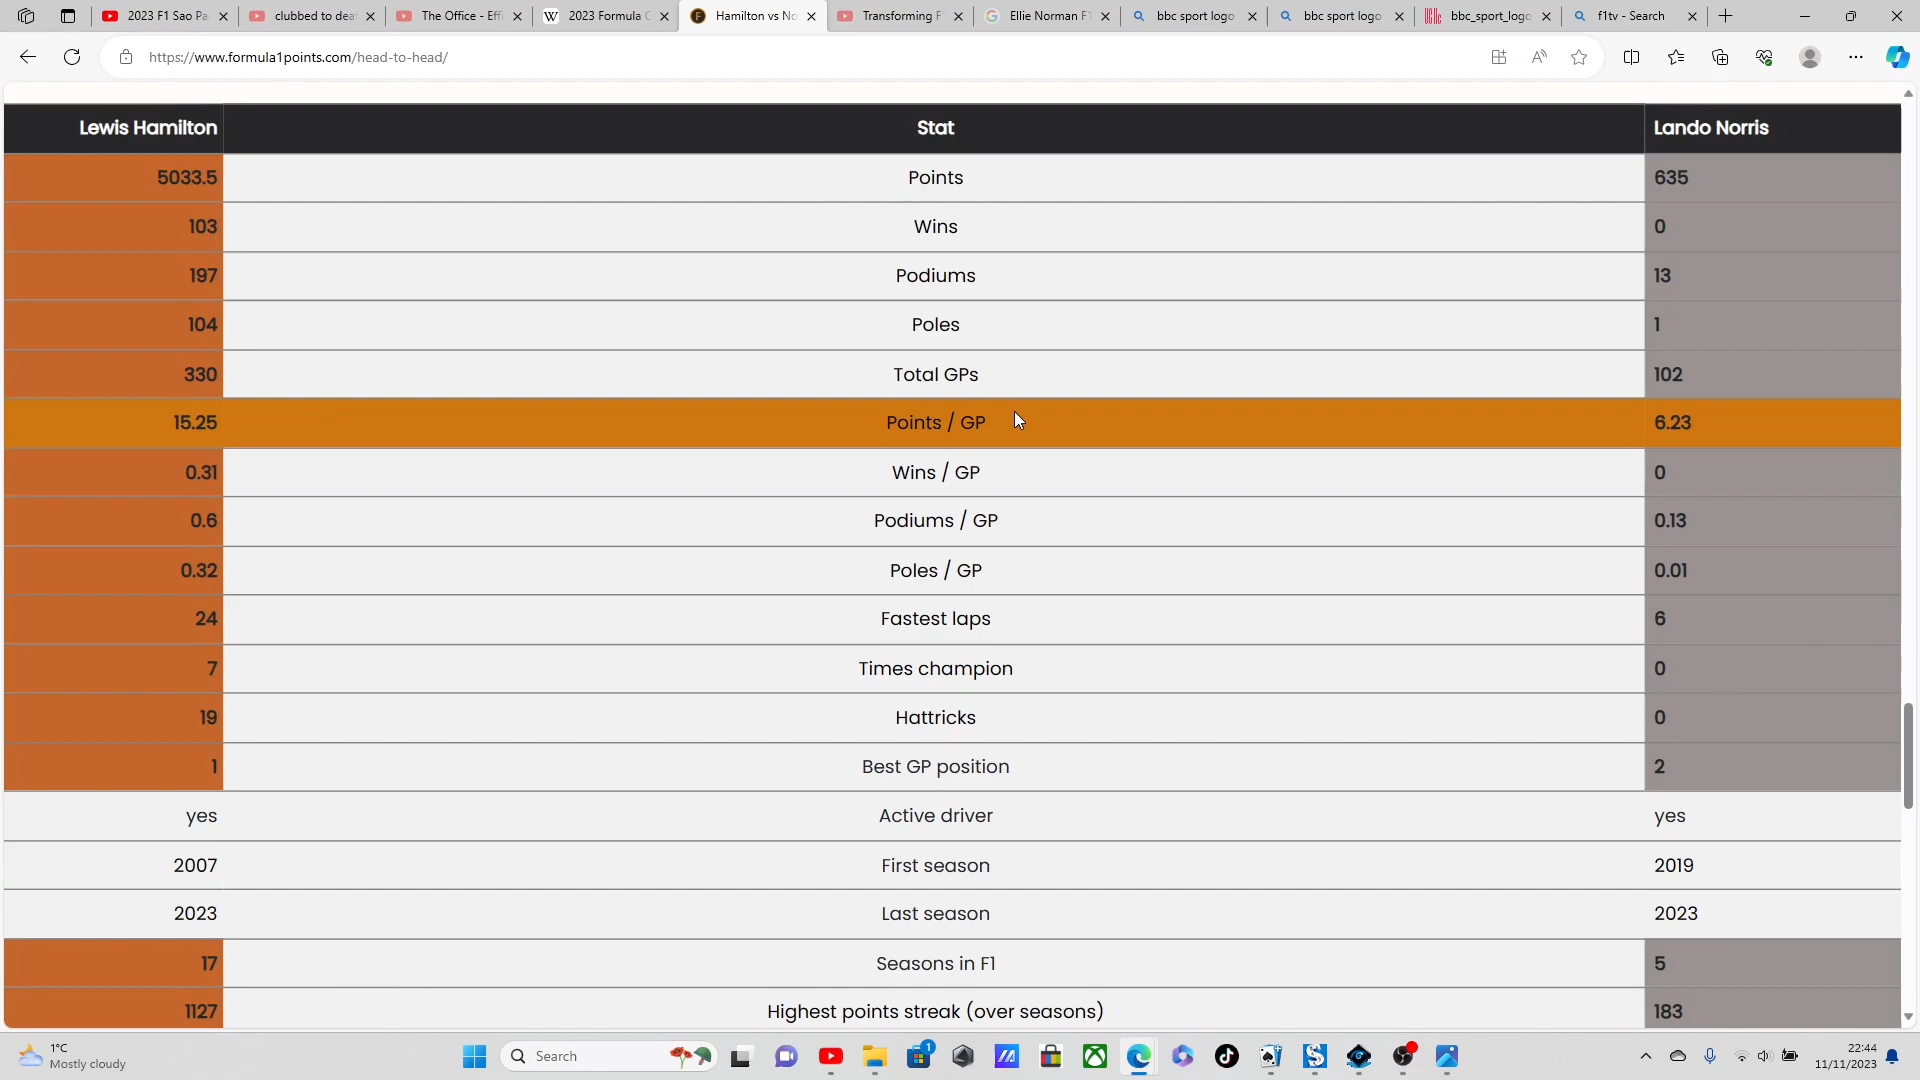 2023 F1 Sao Pa
clubbed to dea
The Office - Effi
2023 Formula O
Hamilton vs No
Transforming F
Ellie Norman F1
bbc sport logo
bbc sport logo
bbc_sport_logo
f1tv - Search
https://www.formula1points.com/head-to-head/
Lewis Hamilton Stat Lando Norris
5033.5 Points 635
103 Wins 0
197 Podiums 13
104 Poles 1
330 Total GPs 102
15.25 Points / GP 6.23
0.31 Wins / GP 0
0.6 Podiums / GP 0.13
0.32 Poles / GP 0.01
24 Fastest laps 6
7 Times champion 0
19 Hattricks 0
1 Best GP position 2
yes Active driver yes
2007 First season 2019
2023 Last season 2023
17 Seasons in F1 5
1127 Highest points streak (over seasons) 183
1°C
Mostly cloudy
Search
1
22:44
11/11/2023